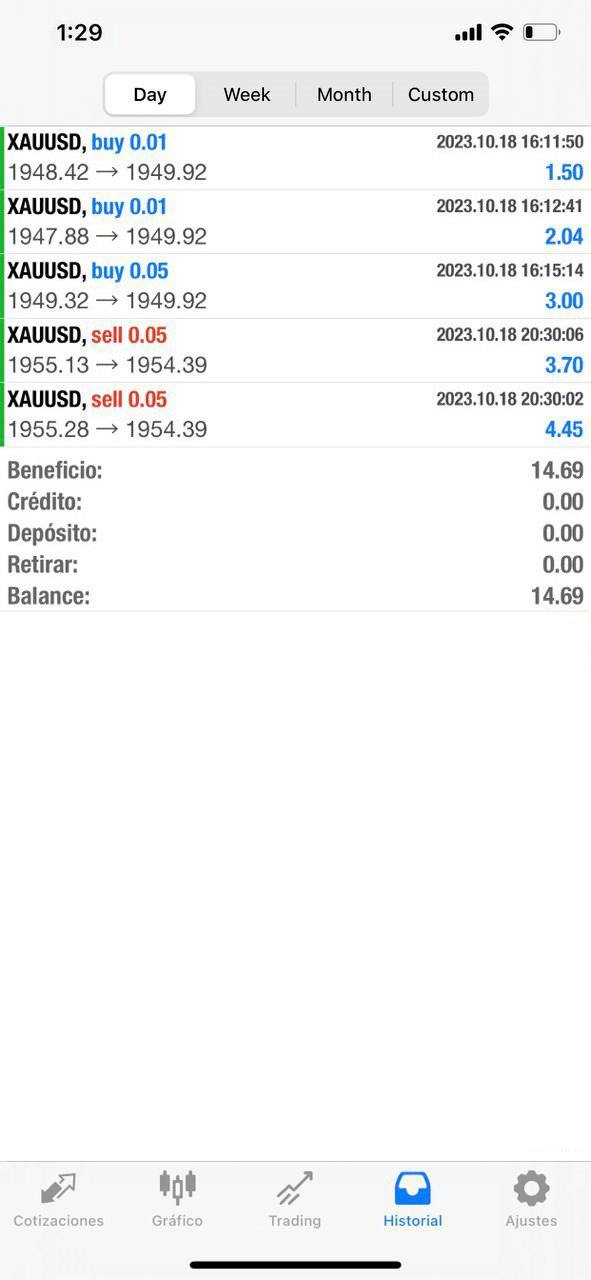 1:29
Day Week Month Custom
XAUUSD, buy 0.01 2023.10.18 16:11:50
1948.42 → 1949.92 1.50
XAUUSD, buy 0.01 2023.10.18 16:12:41
1947.88 → 1949.92 2.04
XAUUSD, buy 0.05 2023.10.18 16:15:14
1949.32 → 1949.92 3.00
XAUUSD, sell 0.05 2023.10.18 20:30:06
1955.13 → 1954.39 3.70
XAUUSD, sell 0.05 2023.10.18 20:30:02
1955.28 → 1954.39 4.45
Beneficio: 14.69
Crédito: 0.00
Depósito: 0.00
Retirar: 0.00
Balance: 14.69
Cotizaciones Gráfico Trading Historial Ajustes